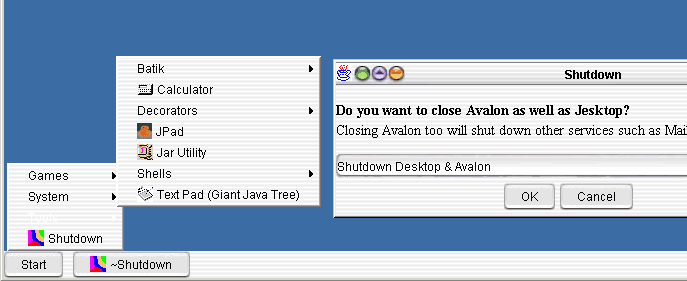 Batik
Calculator
Decorators
JPad
Jar Utility
Shells
Text Pad (Giant Java Tree)
Games
System
Tools
Shutdown
Start
~Shutdown
Shutdown
Do you want to close Avalon as well as Jesktop?
Closing Avalon too will shut down other services such as Mail
Shutdown Desktop & Avalon
OK
Cancel